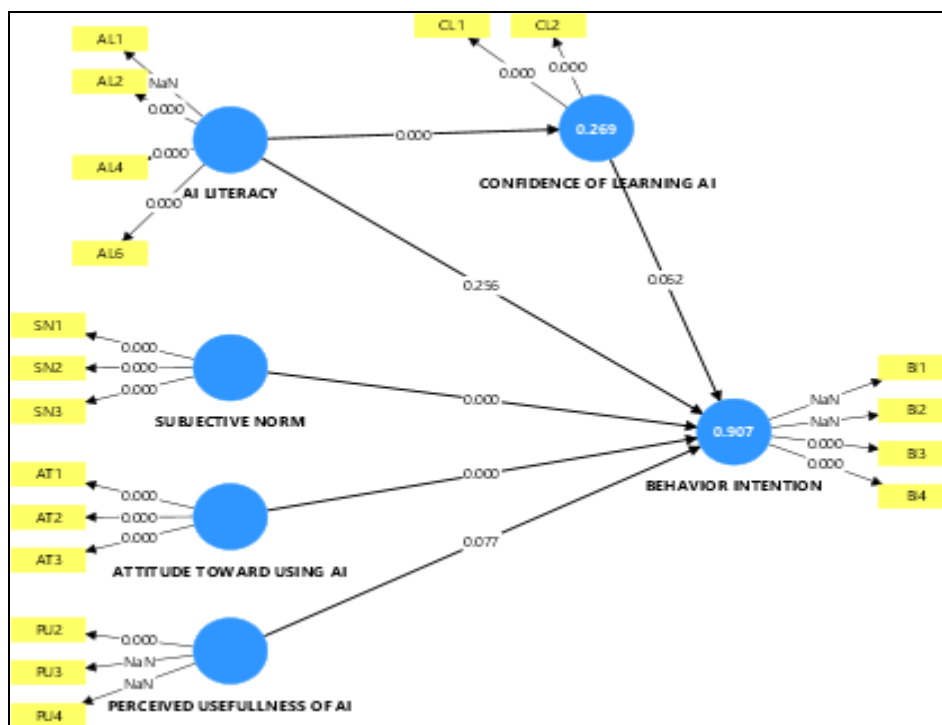 CL1
CL2
AL1
AL2
AL4
AL6
NaN
0.000
0.000
0.000
AI LITERACY
0.000
0.000
0.000
0.269
CONFIDENCE OF LEARNING AI
0.256
0.052
SN1
SN2
SN3
0.000
0.000
0.000
SUBJECTIVE NORM
0.000
AT1
AT2
AT3
0.000
0.000
0.000
ATTITUDE TOWARD USING AI
0.000
0.907
BEHAVIOR INTENTION
NaN
NaN
0.000
0.000
BI1
BI2
BI3
BI4
0.077
PU2
PU3
PU4
0.000
NaN
NaN
PERCEIVED USEFULLNESS OF AI